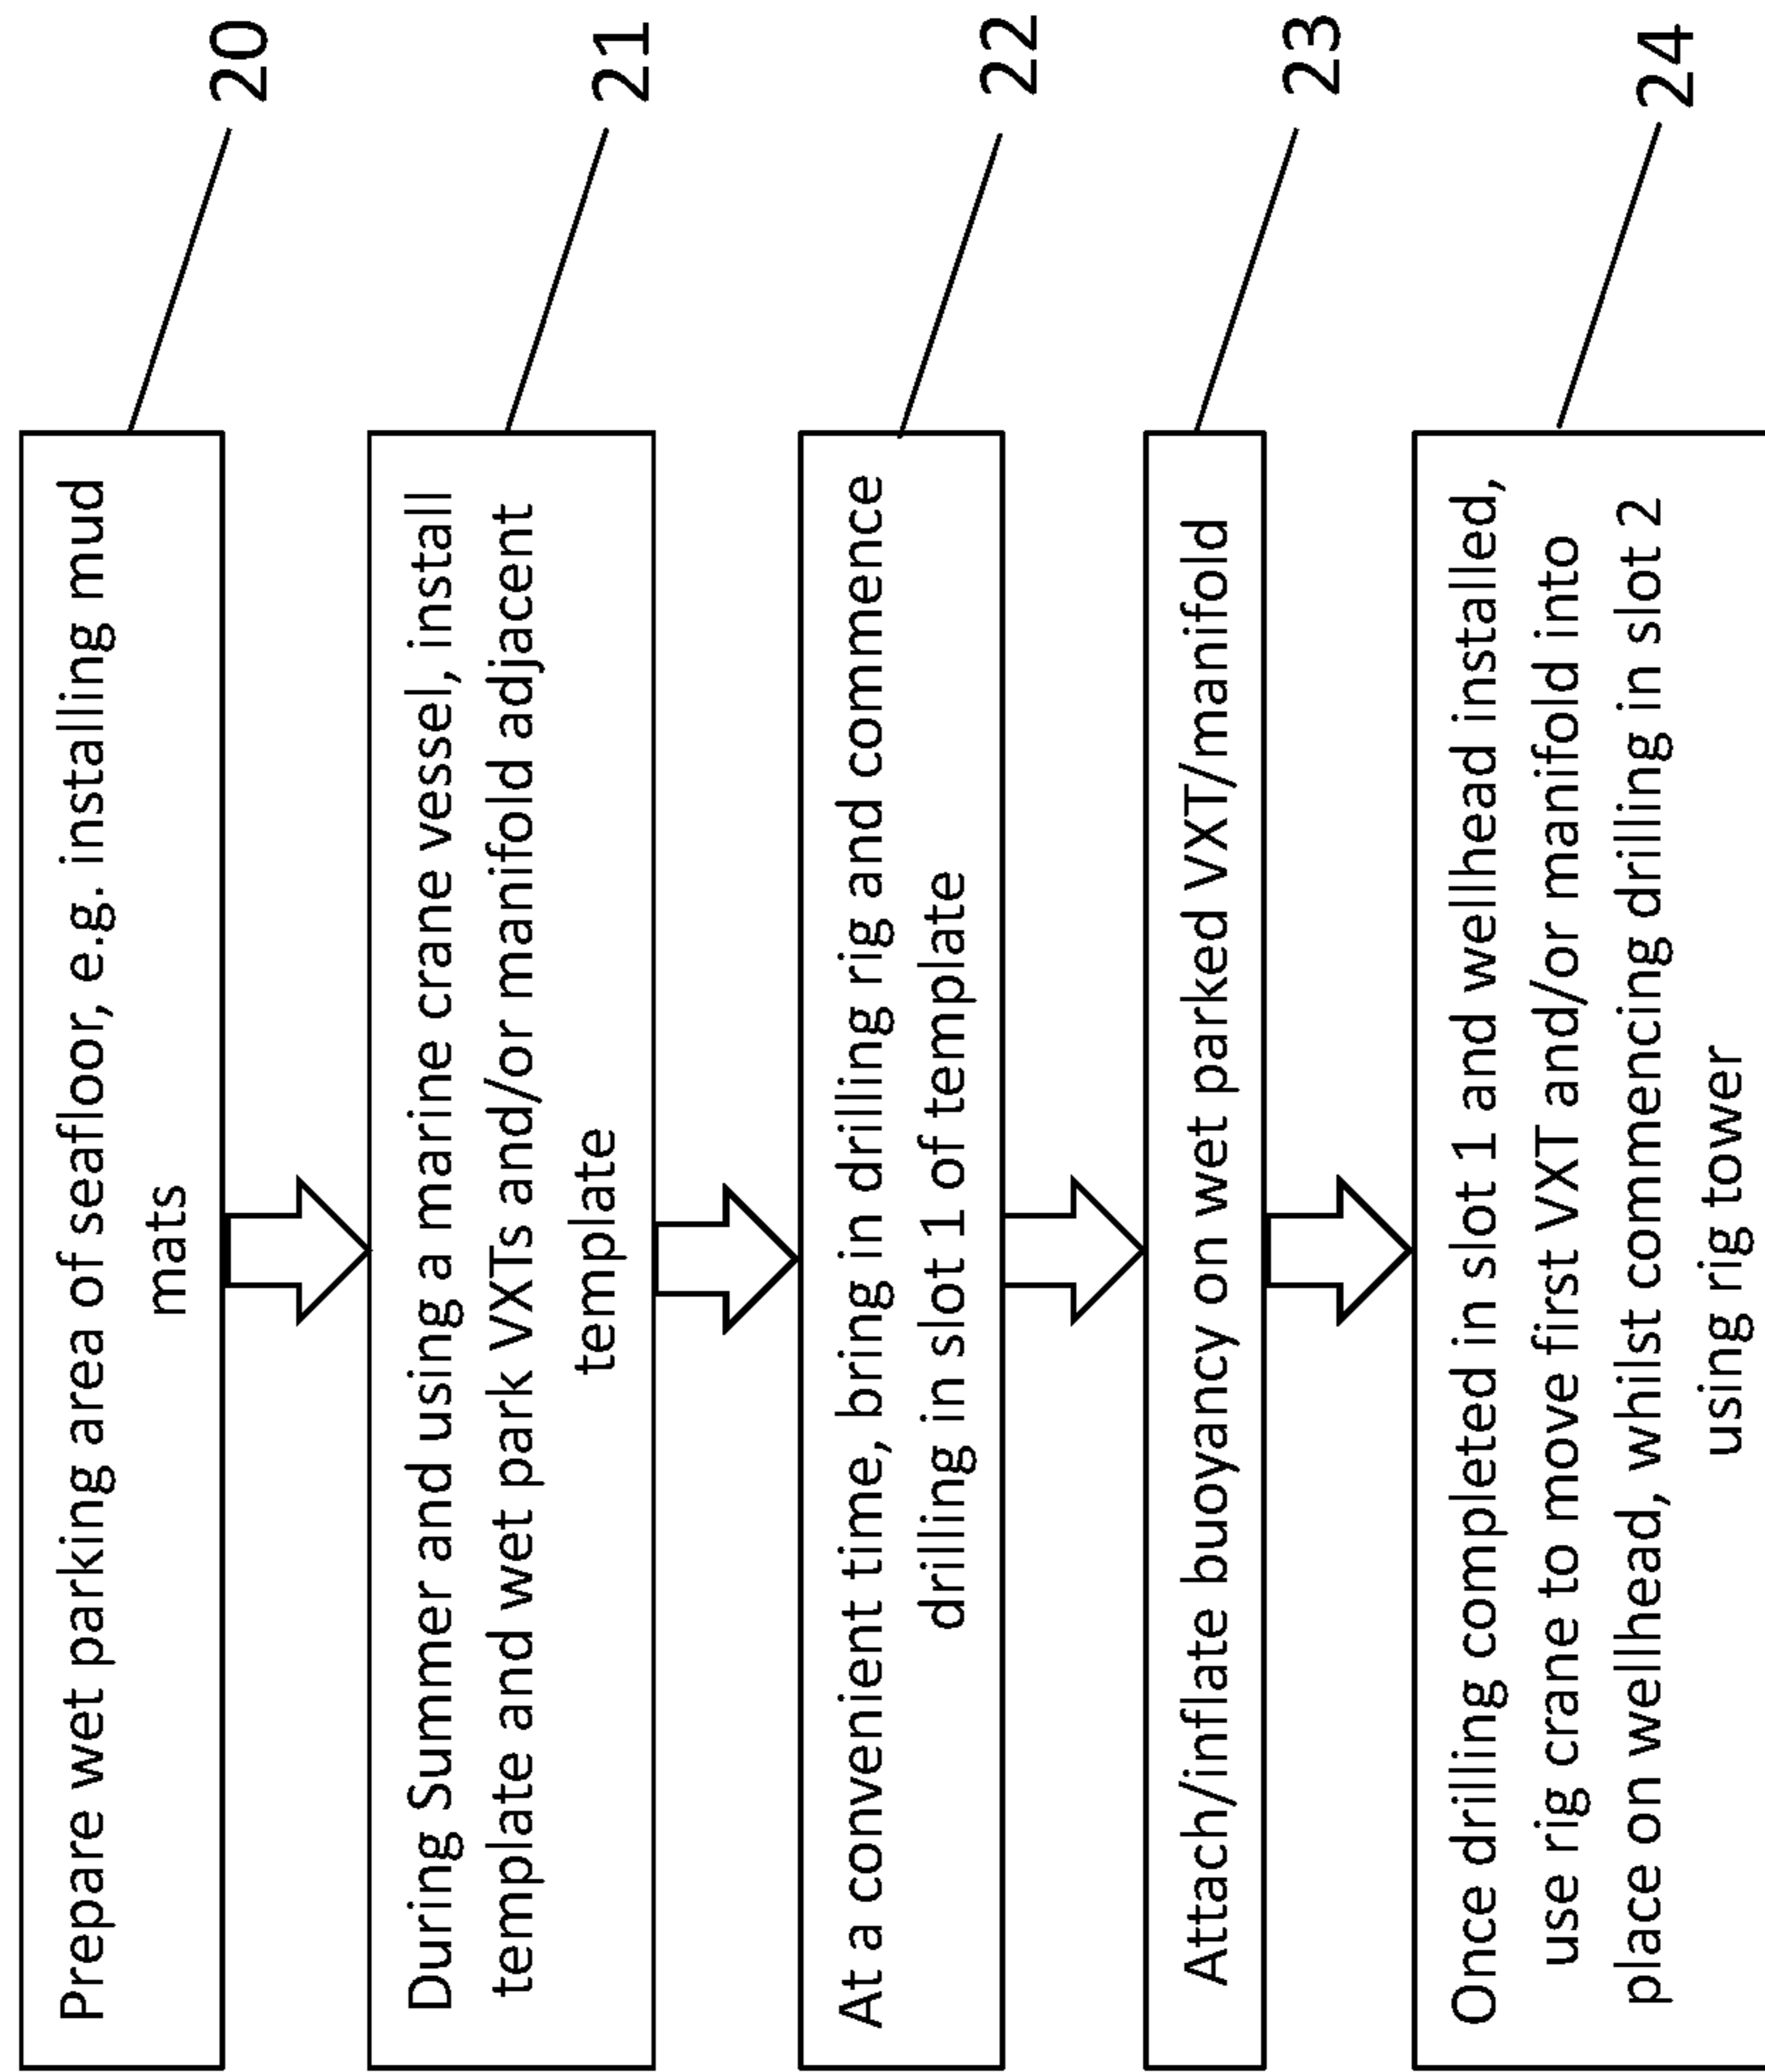 Prepare wet parking area of seafloor, e.g. installing mud
mats
20
During Summer and using a marine crane vessel, install
template and wet park VXTs and/or manifold adjacent
template
21
At a convenient time, bring in drilling rig and commence
drilling in slot 1 of template
22
Attach/inflate buoyancy on wet parked VXT/manifold
23
Once drilling completed in slot 1 and wellhead installed,
use rig crane to move first VXT and/or manifold into
place on wellhead, whilst commencing drilling in slot 2
using rig tower
24